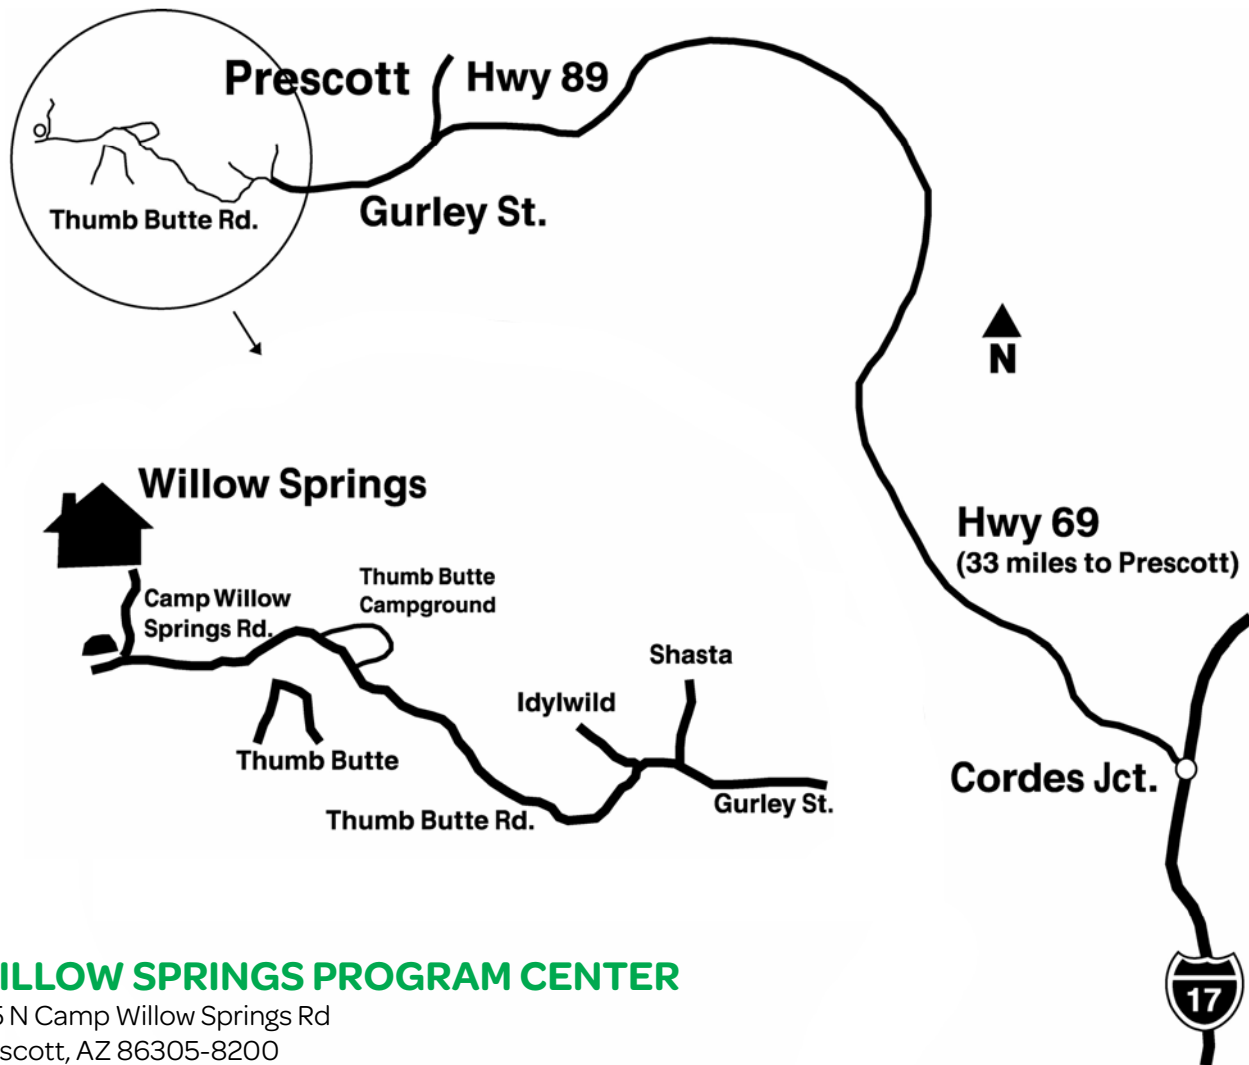 Prescott
Hwy 89
Thumb Butte Rd.
Gurley St.
N
Willow Springs
Hwy 69
(33 miles to Prescott)
Thumb Butte
Campground
Camp Willow
Springs Rd.
Shasta
Idylwild
Thumb Butte
Cordes Jct.
Gurley St.
Thumb Butte Rd.
ILLOW SPRINGS PROGRAM CENTER
17
5 N Camp Willow Springs Rd
scott, AZ 86305-8200